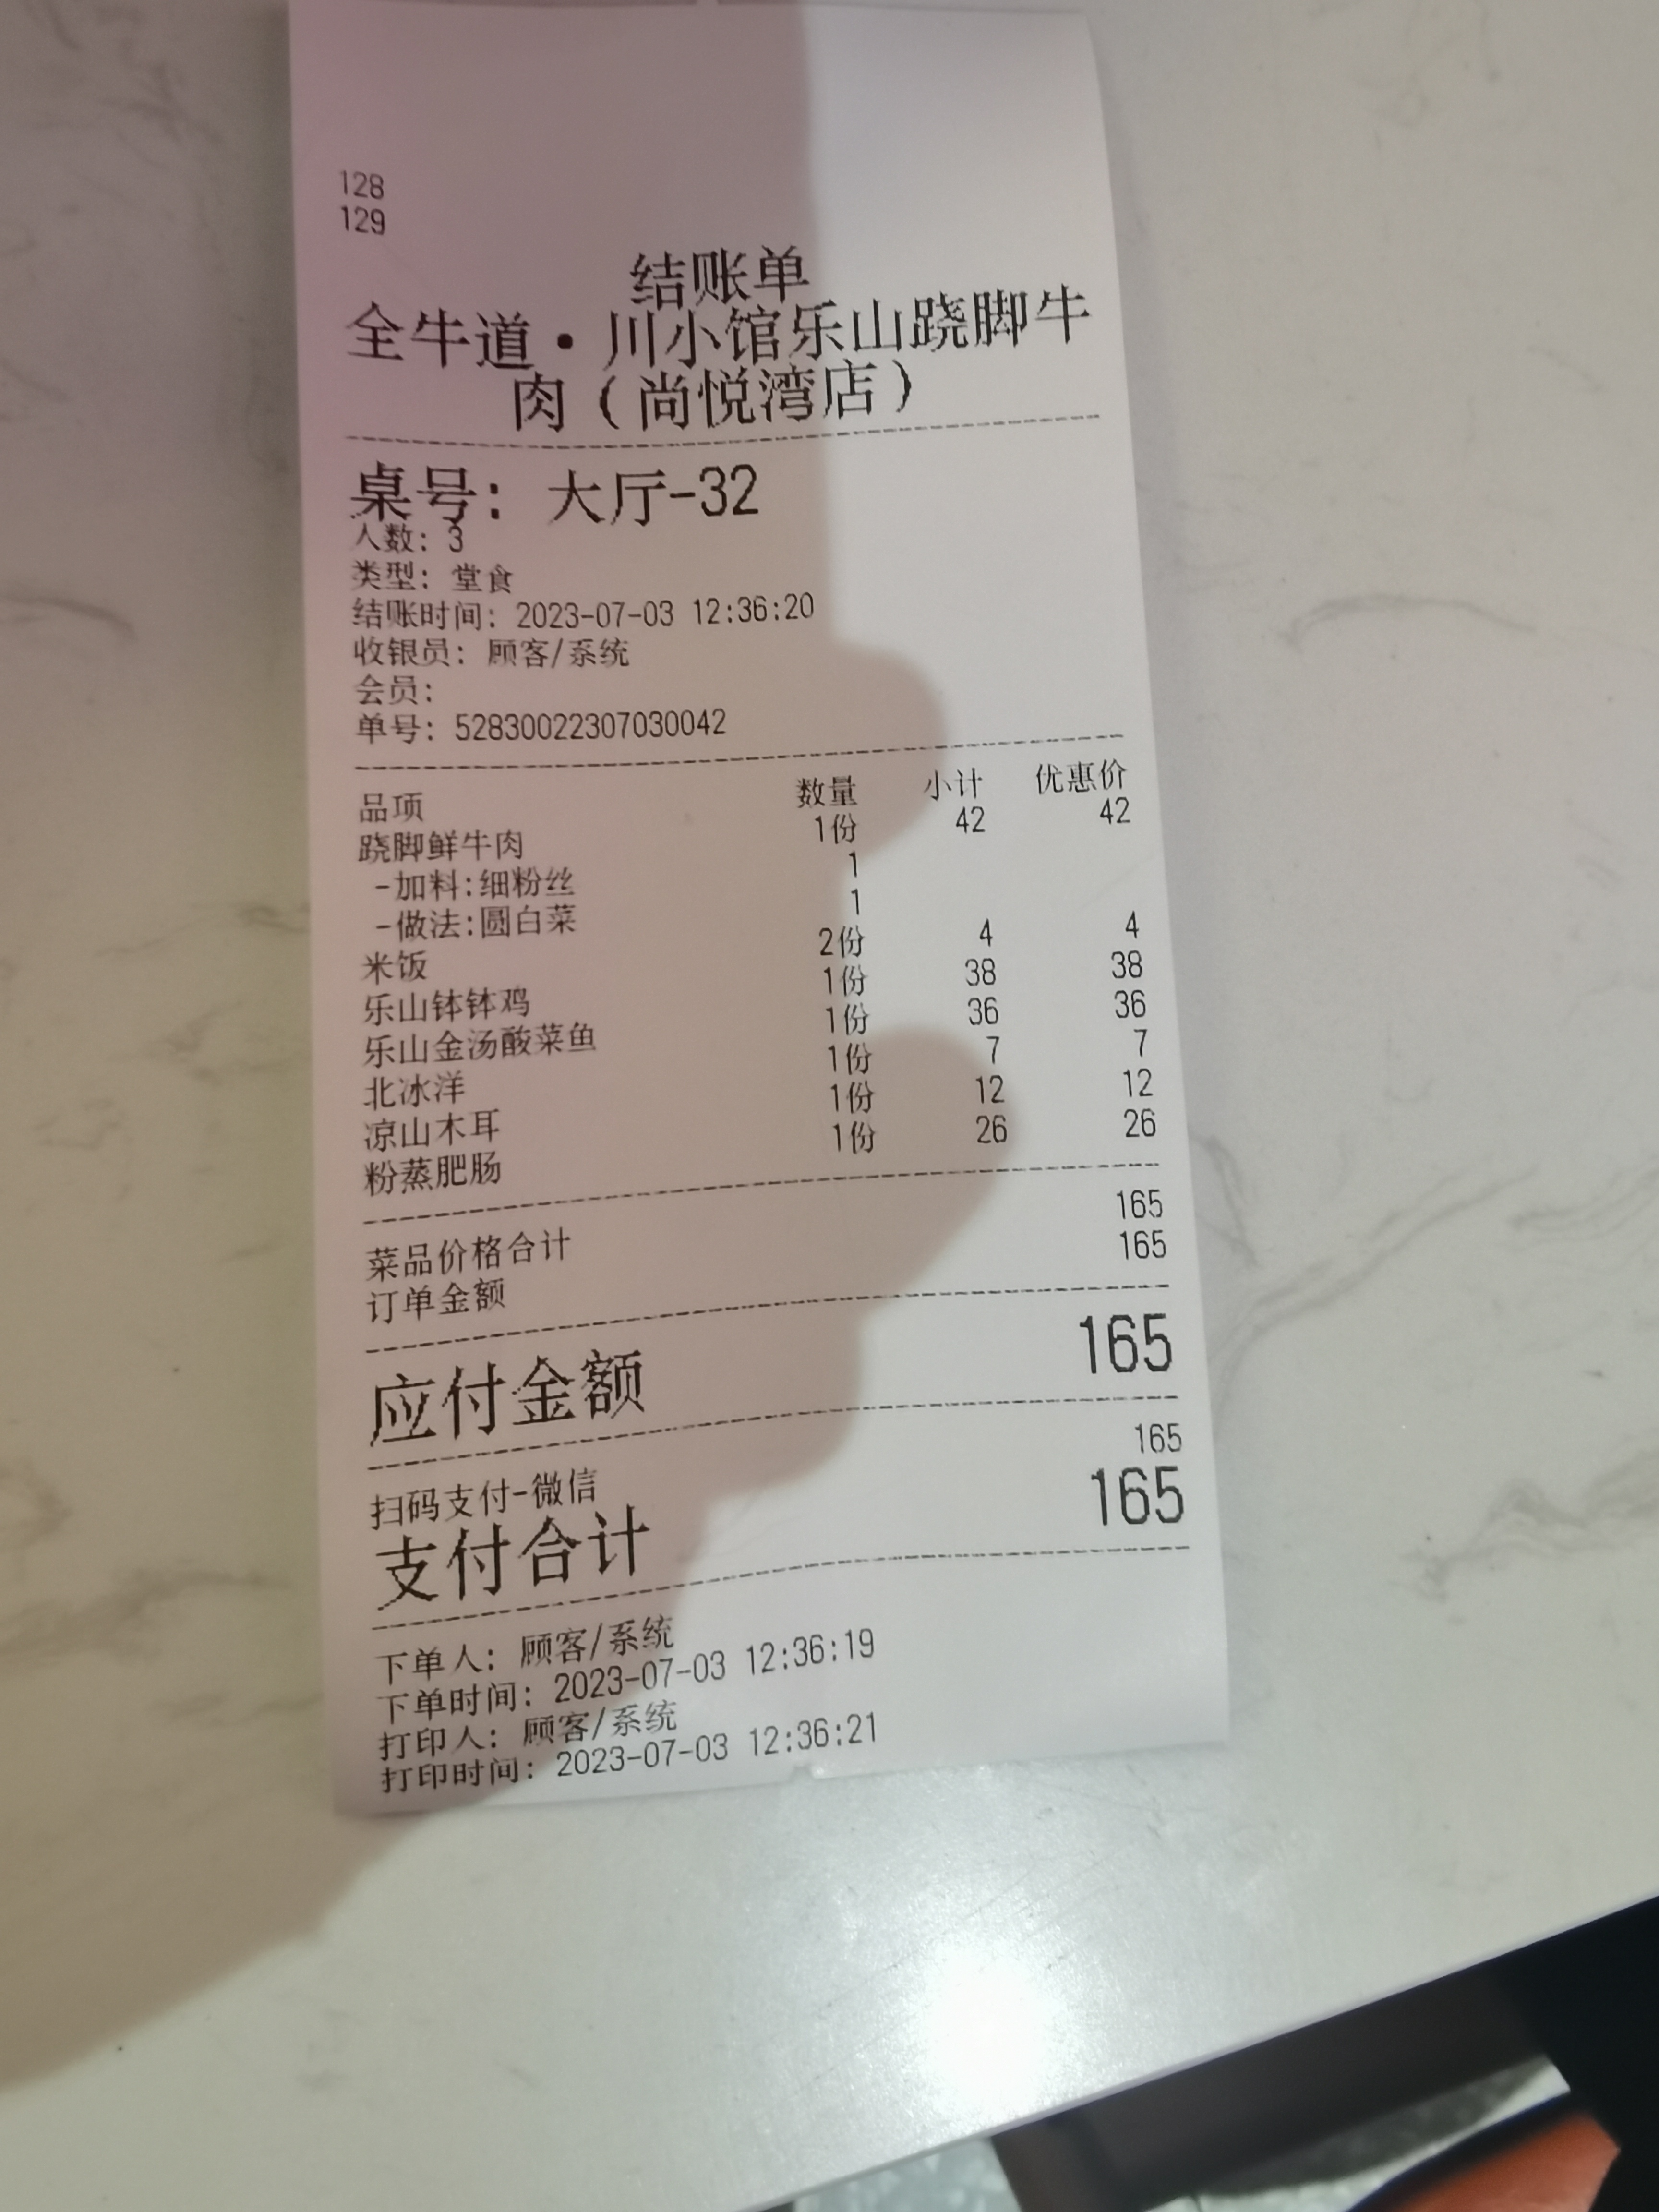 128
129
结账单
全牛道·川小馆乐山跷脚牛
肉(尚悦湾店)
桌号: 大厅-32
人数: 3
类型: 堂食
结账时间: 2023-07-03 12:36:20
收银员: 顾客/系统
会员:
单号: 52830022307030042
品项 数量 小计 优惠价
跷脚鲜牛肉 1份 42 42
-加料:细粉丝 1
-做法:圆白菜 1
米饭 2份 4 4
乐山钵钵鸡 1份 38 38
乐山金汤酸菜鱼 1份 36 36
北冰洋 1份 7 7
凉山木耳 1份 12 12
粉蒸肥肠 1份 26 26
菜品价格合计 165
订单金额 165
应付金额 165
扫码支付-微信 165
支付合计 165
下单人: 顾客/系统
下单时间: 2023-07-03 12:36:19
打印人: 顾客/系统
打印时间: 2023-07-03 12:36:21